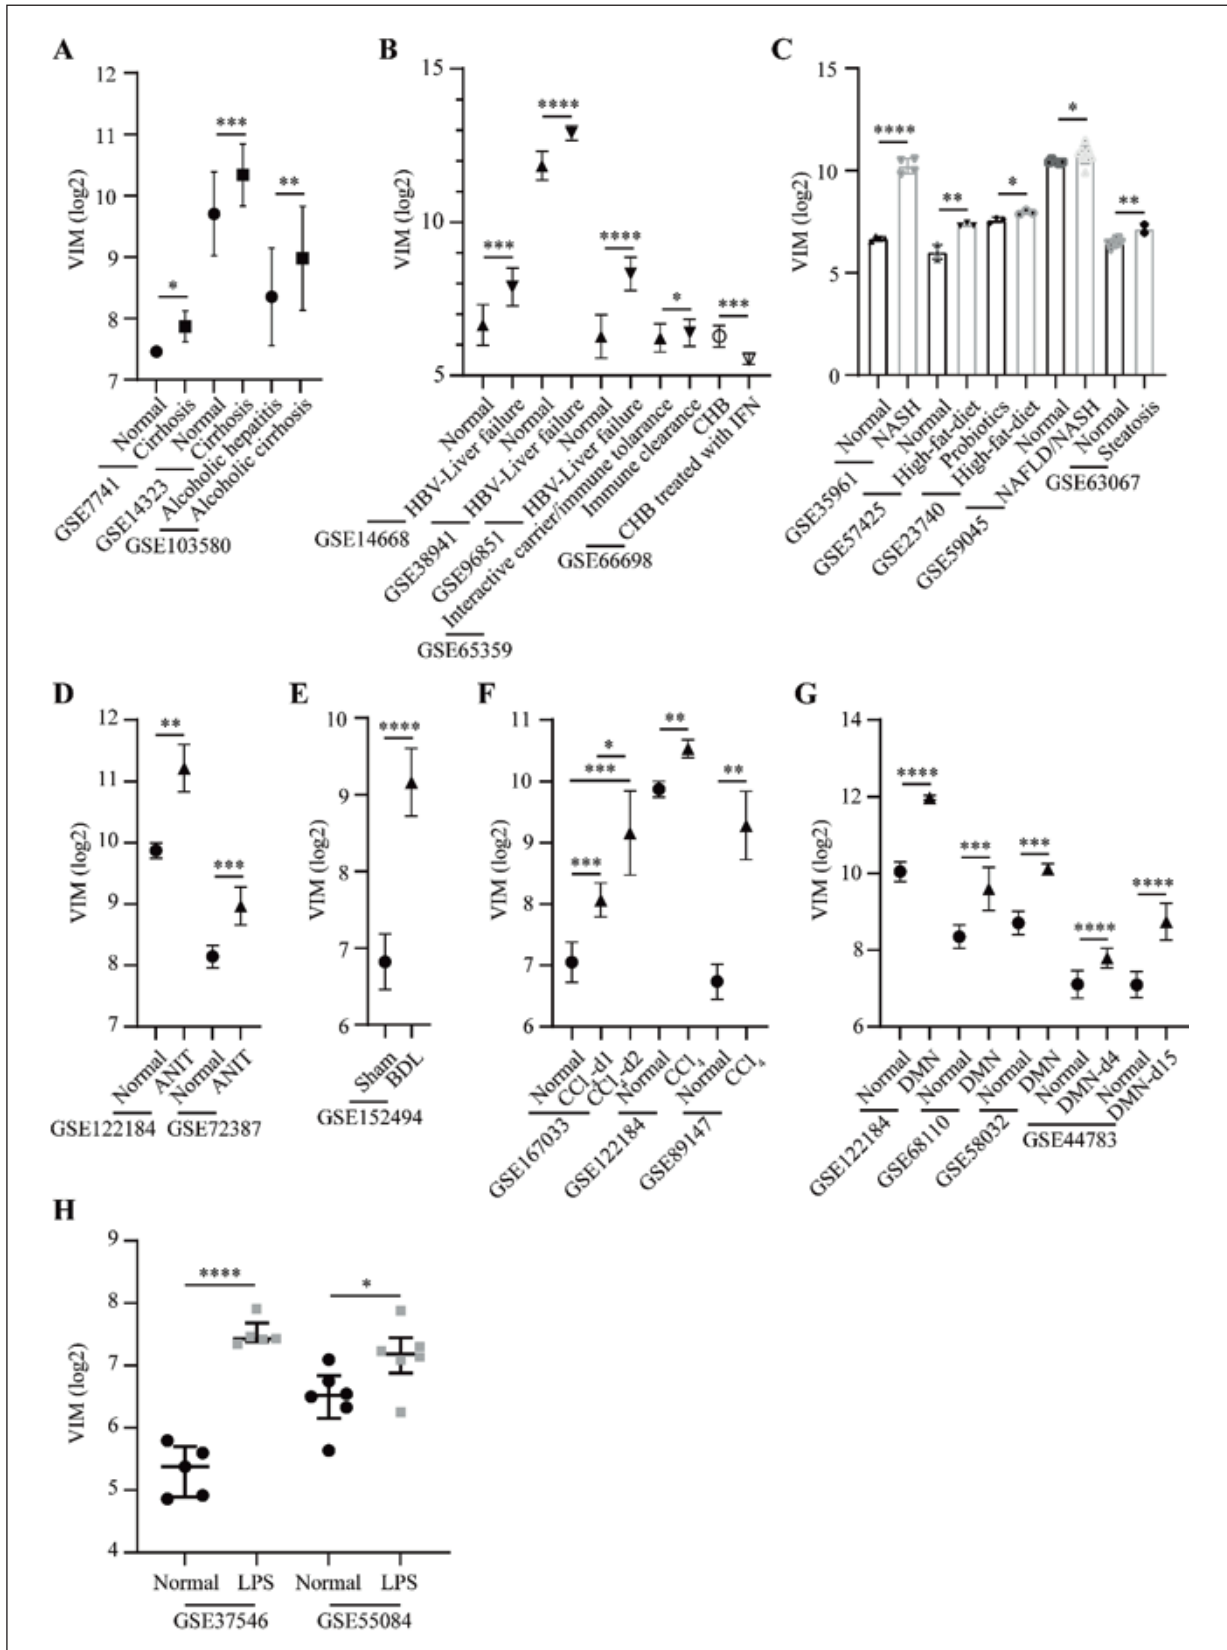 A
VIM (log2)
12
11
10
9
8
7
*
***
**
Normal
Cirrhosis
Normal
Cirrhosis
Alcoholic hepatitis
Alcoholic cirrhosis
GSE7741
GSE14323
GSE103580
B
VIM (log2)
15
10
5
***
****
****
*
***
Normal
HBV-Liver failure
Normal
HBV-Liver failure
Normal
HBV-Liver failure
Interactive carrier/immune tolarance
Immune clearance
CHB
CHB treated with IFN
GSE14668
GSE38941
GSE96851
GSE65359
GSE66698
C
VIM (log2)
15
10
5
0
****
**
*
*
**
Normal
NASH
Normal
High-fat-diet
Probiotics
High-fat-diet
Normal
NAFLD/NASH
Normal
Steatosis
GSE35961
GSE57425
GSE23740
GSE59045
GSE63067
D
VIM (log2)
12
11
10
9
8
7
**
***
Normal
ANIT
Normal
ANIT
GSE122184
GSE72387
E
VIM (log2)
10
9
8
7
6
****
Sham
BDL
GSE152494
F
VIM (log2)
11
10
9
8
7
6
*
***
***
**
**
Normal
CCl4-d1
CCl4-d2
Normal
CCl4
Normal
CCl4
GSE167033
GSE122184
GSE89147
G
VIM (log2)
14
12
10
8
6
****
***
***
****
****
Normal
DMN
Normal
DMN
Normal
DMN
Normal
DMN-d4
Normal
DMN-d15
GSE122184
GSE68110
GSE58032
GSE44783
H
VIM (log2)
9
8
7
6
5
4
****
*
Normal
LPS
Normal
LPS
GSE37546
GSE55084